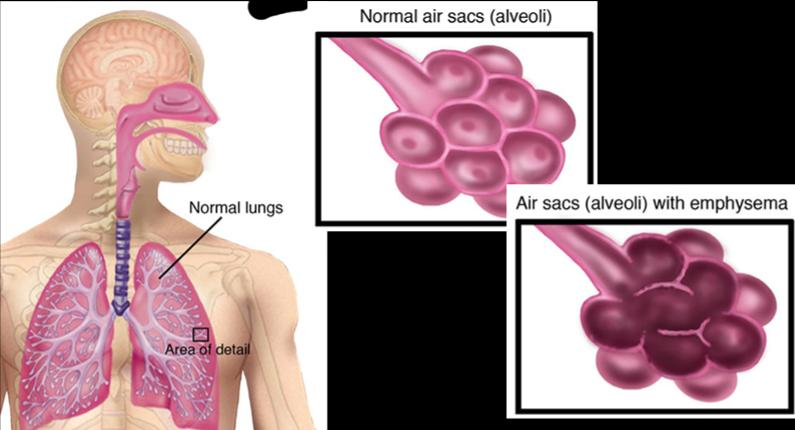 Normal air sacs (alveoli)
Air sacs (alveoli) with emphysema
Normal lungs
Area of detail